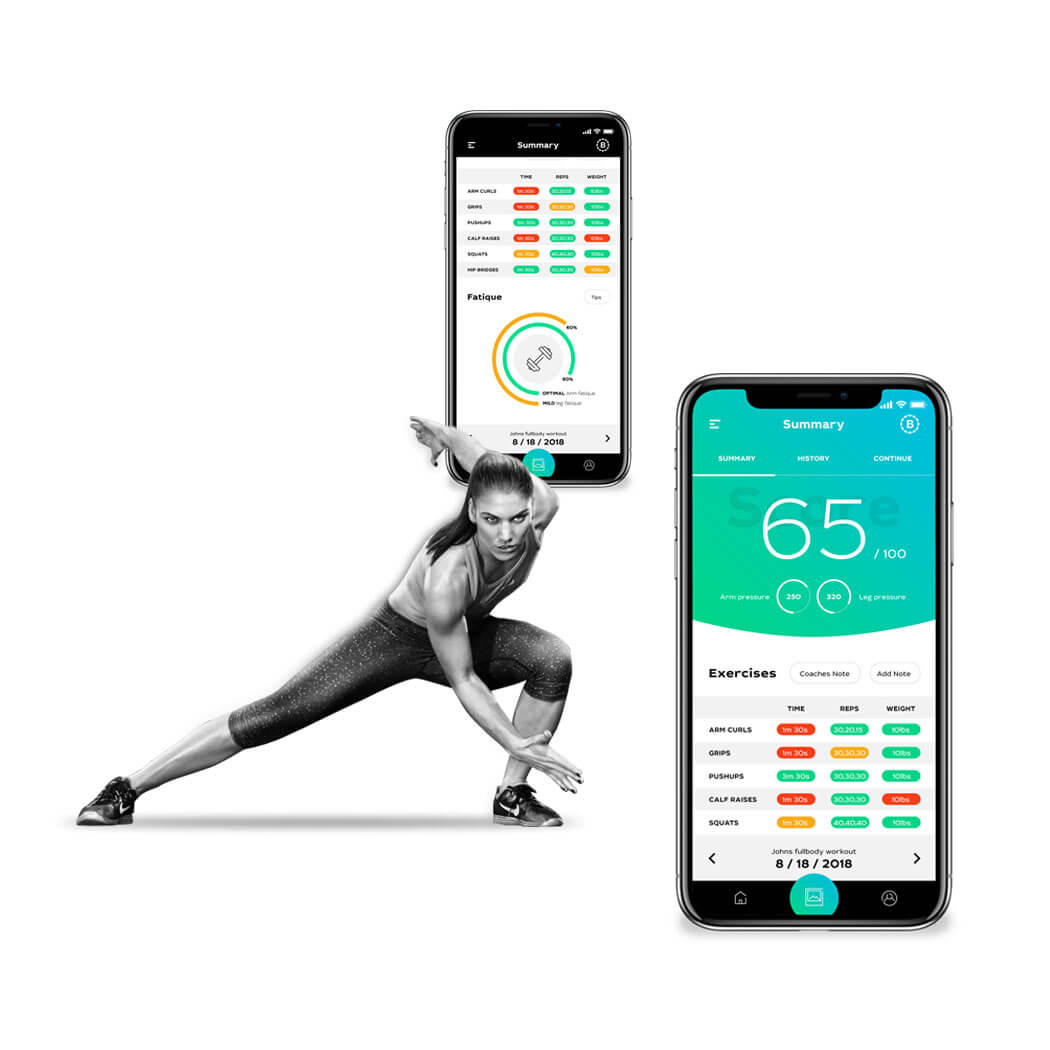 Summary
B
TIME REPS WEIGHT
ARM CURLS 1m 30s 30,20,15 10lbs
GRIPS 1m 30s 30,30,30 10lbs
PUSHUPS 3m 30s 30,30,30 10lbs
CALF RAISES 1m 30s 30,30,30 10lbs
SQUATS 1m 30s 40,40,40 10lbs
HIP BRIDGES 30,30,30 10lbs
Fatique Tips
60%
OPTIMAL Arm fatique
MILD leg fatique
Johns fullbody workout
8 / 18 / 2018
Summary
B
SUMMARY HISTORY CONTINUE
Score
65 / 100
Arm pressure 250 320 Leg pressure
Exercises Coaches Note Add Note
TIME REPS WEIGHT
ARM CURLS 1m 30s 30,20,15 10lbs
GRIPS 1m 30s 30,30,30 10lbs
PUSHUPS 3m 30s 30,30,30 10lbs
CALF RAISES 1m 30s 30,30,30 10lbs
SQUATS 1m 30s 40,40,40 10lbs
Johns fullbody workout
8 / 18 / 2018